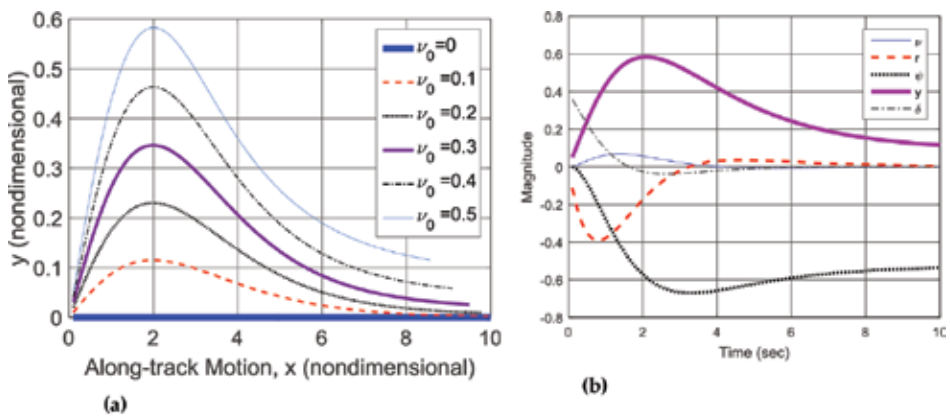 0.6
0.5
0.4
0.3
0.2
0.1
0
y (nondimensional)
0 2 4 6 8 10
Along-track Motion, x (nondimensional)
ν₀=0
ν₀=0.1
ν₀=0.2
ν₀=0.3
ν₀=0.4
ν₀=0.5
(a)
0.8
0.6
0.4
0.2
0
-0.2
-0.4
-0.6
-0.8
Magnitude
0 2 4 6 8 10
Time (sec)
ν
r
ψ
y
δ
(b)